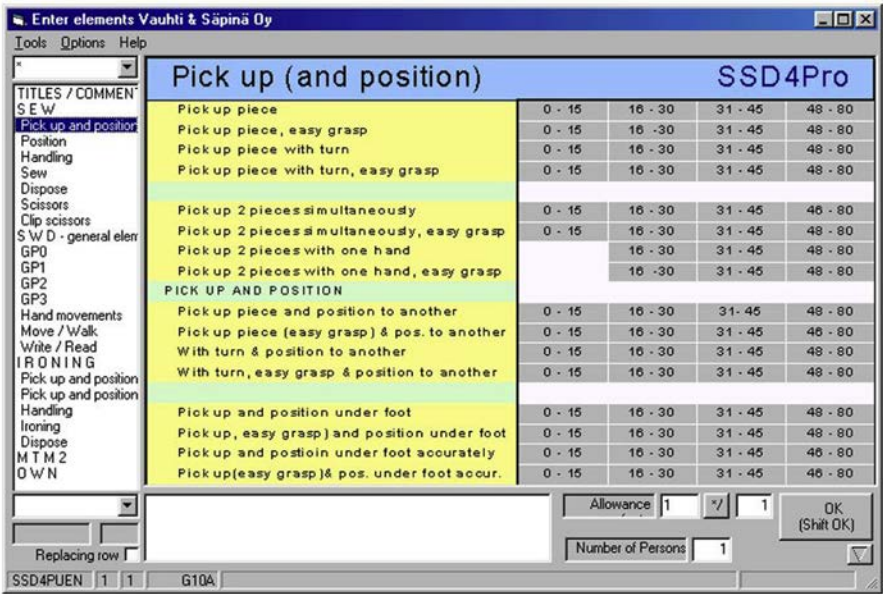 Enter elements Vauhti & Säpinä Oy
Tools Options Help
*
TITLES / COMMENT
S E W
Pick up and position
Position
Handling
Sew
Dispose
Scissors
Clip scissors
S W D - general elem
GP0
GP1
GP2
GP3
Hand movements
Move / Walk
Write / Read
I R O N I N G
Pick up and position
Pick up and position
Handling
Ironing
Dispose
M T M 2
O W N
Pick up (and position) SSD4Pro
Pick up piece 0 - 15 16 - 30 31 - 45 48 - 80
Pick up piece, easy grasp 0 - 15 16 -30 31 - 45 48 - 80
Pick up piece with turn 0 - 15 16 - 30 31 - 45 48 - 80
Pick up piece with turn, easy grasp 0 - 15 16 - 30 31 - 45 48 - 80
Pick up 2 pieces simultaneously 0 - 15 16 - 30 31 - 45 46 - 80
Pick up 2 pieces simultaneously, easy grasp 0 - 15 16 - 30 31 - 45 48 - 80
Pick up 2 pieces with one hand 16 - 30 31 - 45 48 - 80
Pick up 2 pieces with one hand, easy grasp 16 -30 31 - 45 48 - 80
PICK UP AND POSITION
Pick up piece and position to another 0 - 15 16 - 30 31- 45 48 - 80
Pick up piece (easy grasp) & pos. to another 0 - 15 16 - 30 31 - 45 46 - 80
With turn & position to another 0 - 15 16 - 30 31 - 45 48 - 80
With turn, easy grasp & position to another 0 - 15 16 - 30 31 - 45 48 - 80
Pick up and position under foot 0 - 15 16 - 30 31 - 45 48 - 80
Pick up, easy grasp) and position under foot 0 - 15 16 - 30 31 - 45 48 - 80
Pick up and postioin under foot accurately 0 - 15 16 - 30 31 - 45 46 - 80
Pick up(easy grasp)& pos. under foot accur. 0 - 15 16 - 30 31 - 45 46 - 80
Allowance 1 */ 1
OK
(Shift OK)
Replacing row
Number of Persons 1
SSD4PUEN 1 1 G10A